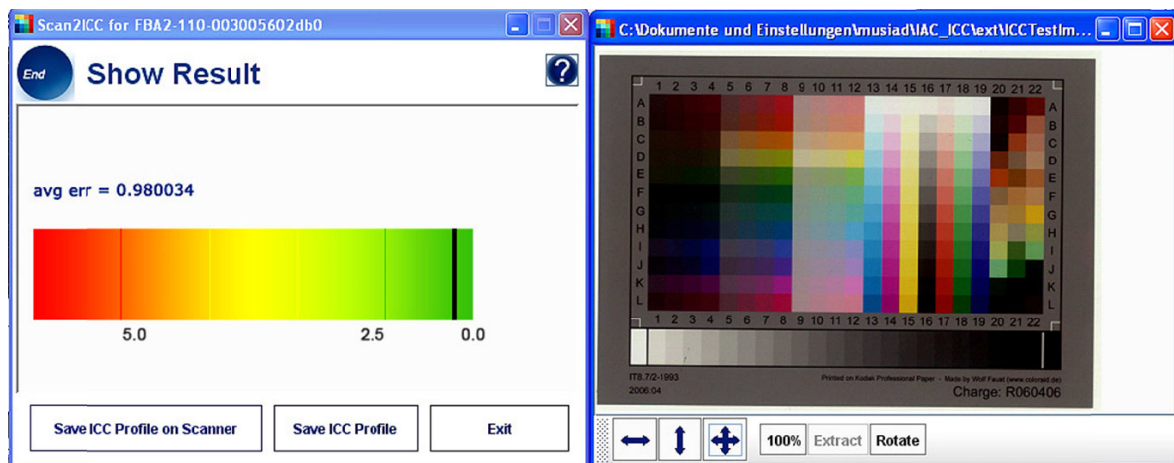 Scan2ICC for FBA2-110-003005602db0
End
Show Result
?
avg err = 0.980034
5.0 2.5 0.0
Save ICC Profile on Scanner Save ICC Profile Exit
C:\Dokumente und Einstellungen\musiad\IAC_ICC\ext\ICCTestIm...
1 2 3 4 5 6 7 8 9 10 11 12 13 14 15 16 17 18 19 20 21 22
A A
B B
C C
D D
E E
F F
G G
H H
I I
J J
K K
L L
1 2 3 4 5 6 7 8 9 10 11 12 13 14 15 16 17 18 19 20 21 22
IT8.7/2-1993 Printed on Kodak Professional Paper - Made by Wolf Faust (www.coloraid.de)
2006:04 Charge: R060406
100% Extract Rotate